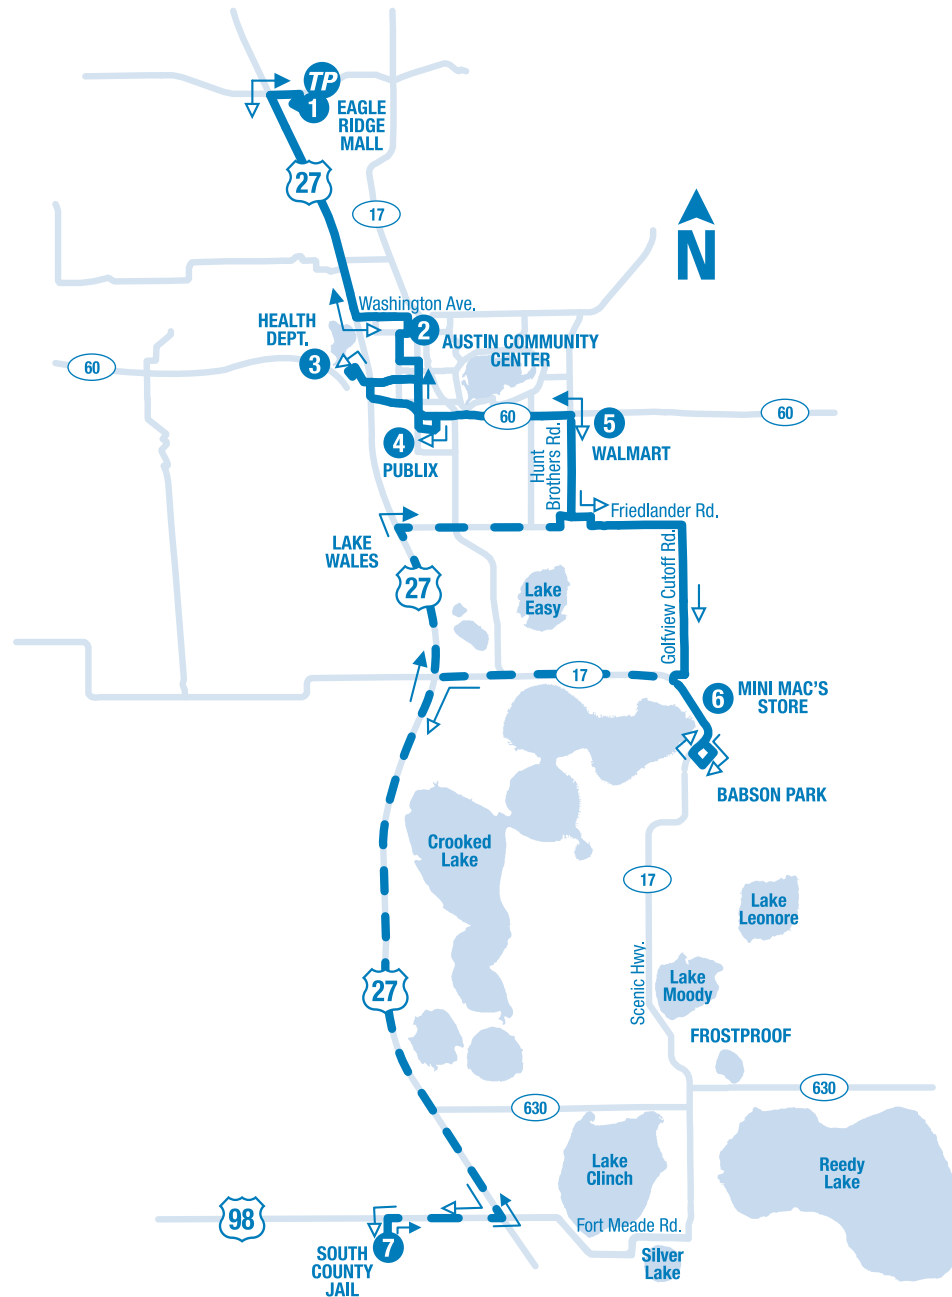 TP
1
EAGLE
RIDGE
MALL
27
17
N
Washington Ave.
HEALTH
DEPT.
2
AUSTIN COMMUNITY
CENTER
3
60
60
60
4
PUBLIX
5
WALMART
Hunt
Brothers Rd.
Friedlander Rd.
LAKE
WALES
27
Lake
Easy
Golfview Cutoff Rd.
17
6
MINI MAC'S
STORE
BABSON PARK
Crooked
Lake
17
Lake
Leonore
Scenic Hwy.
Lake
Moody
27
FROSTPROOF
630
630
Lake
Clinch
Reedy
Lake
98
Fort Meade Rd.
7
SOUTH
COUNTY
JAIL
Silver
Lake